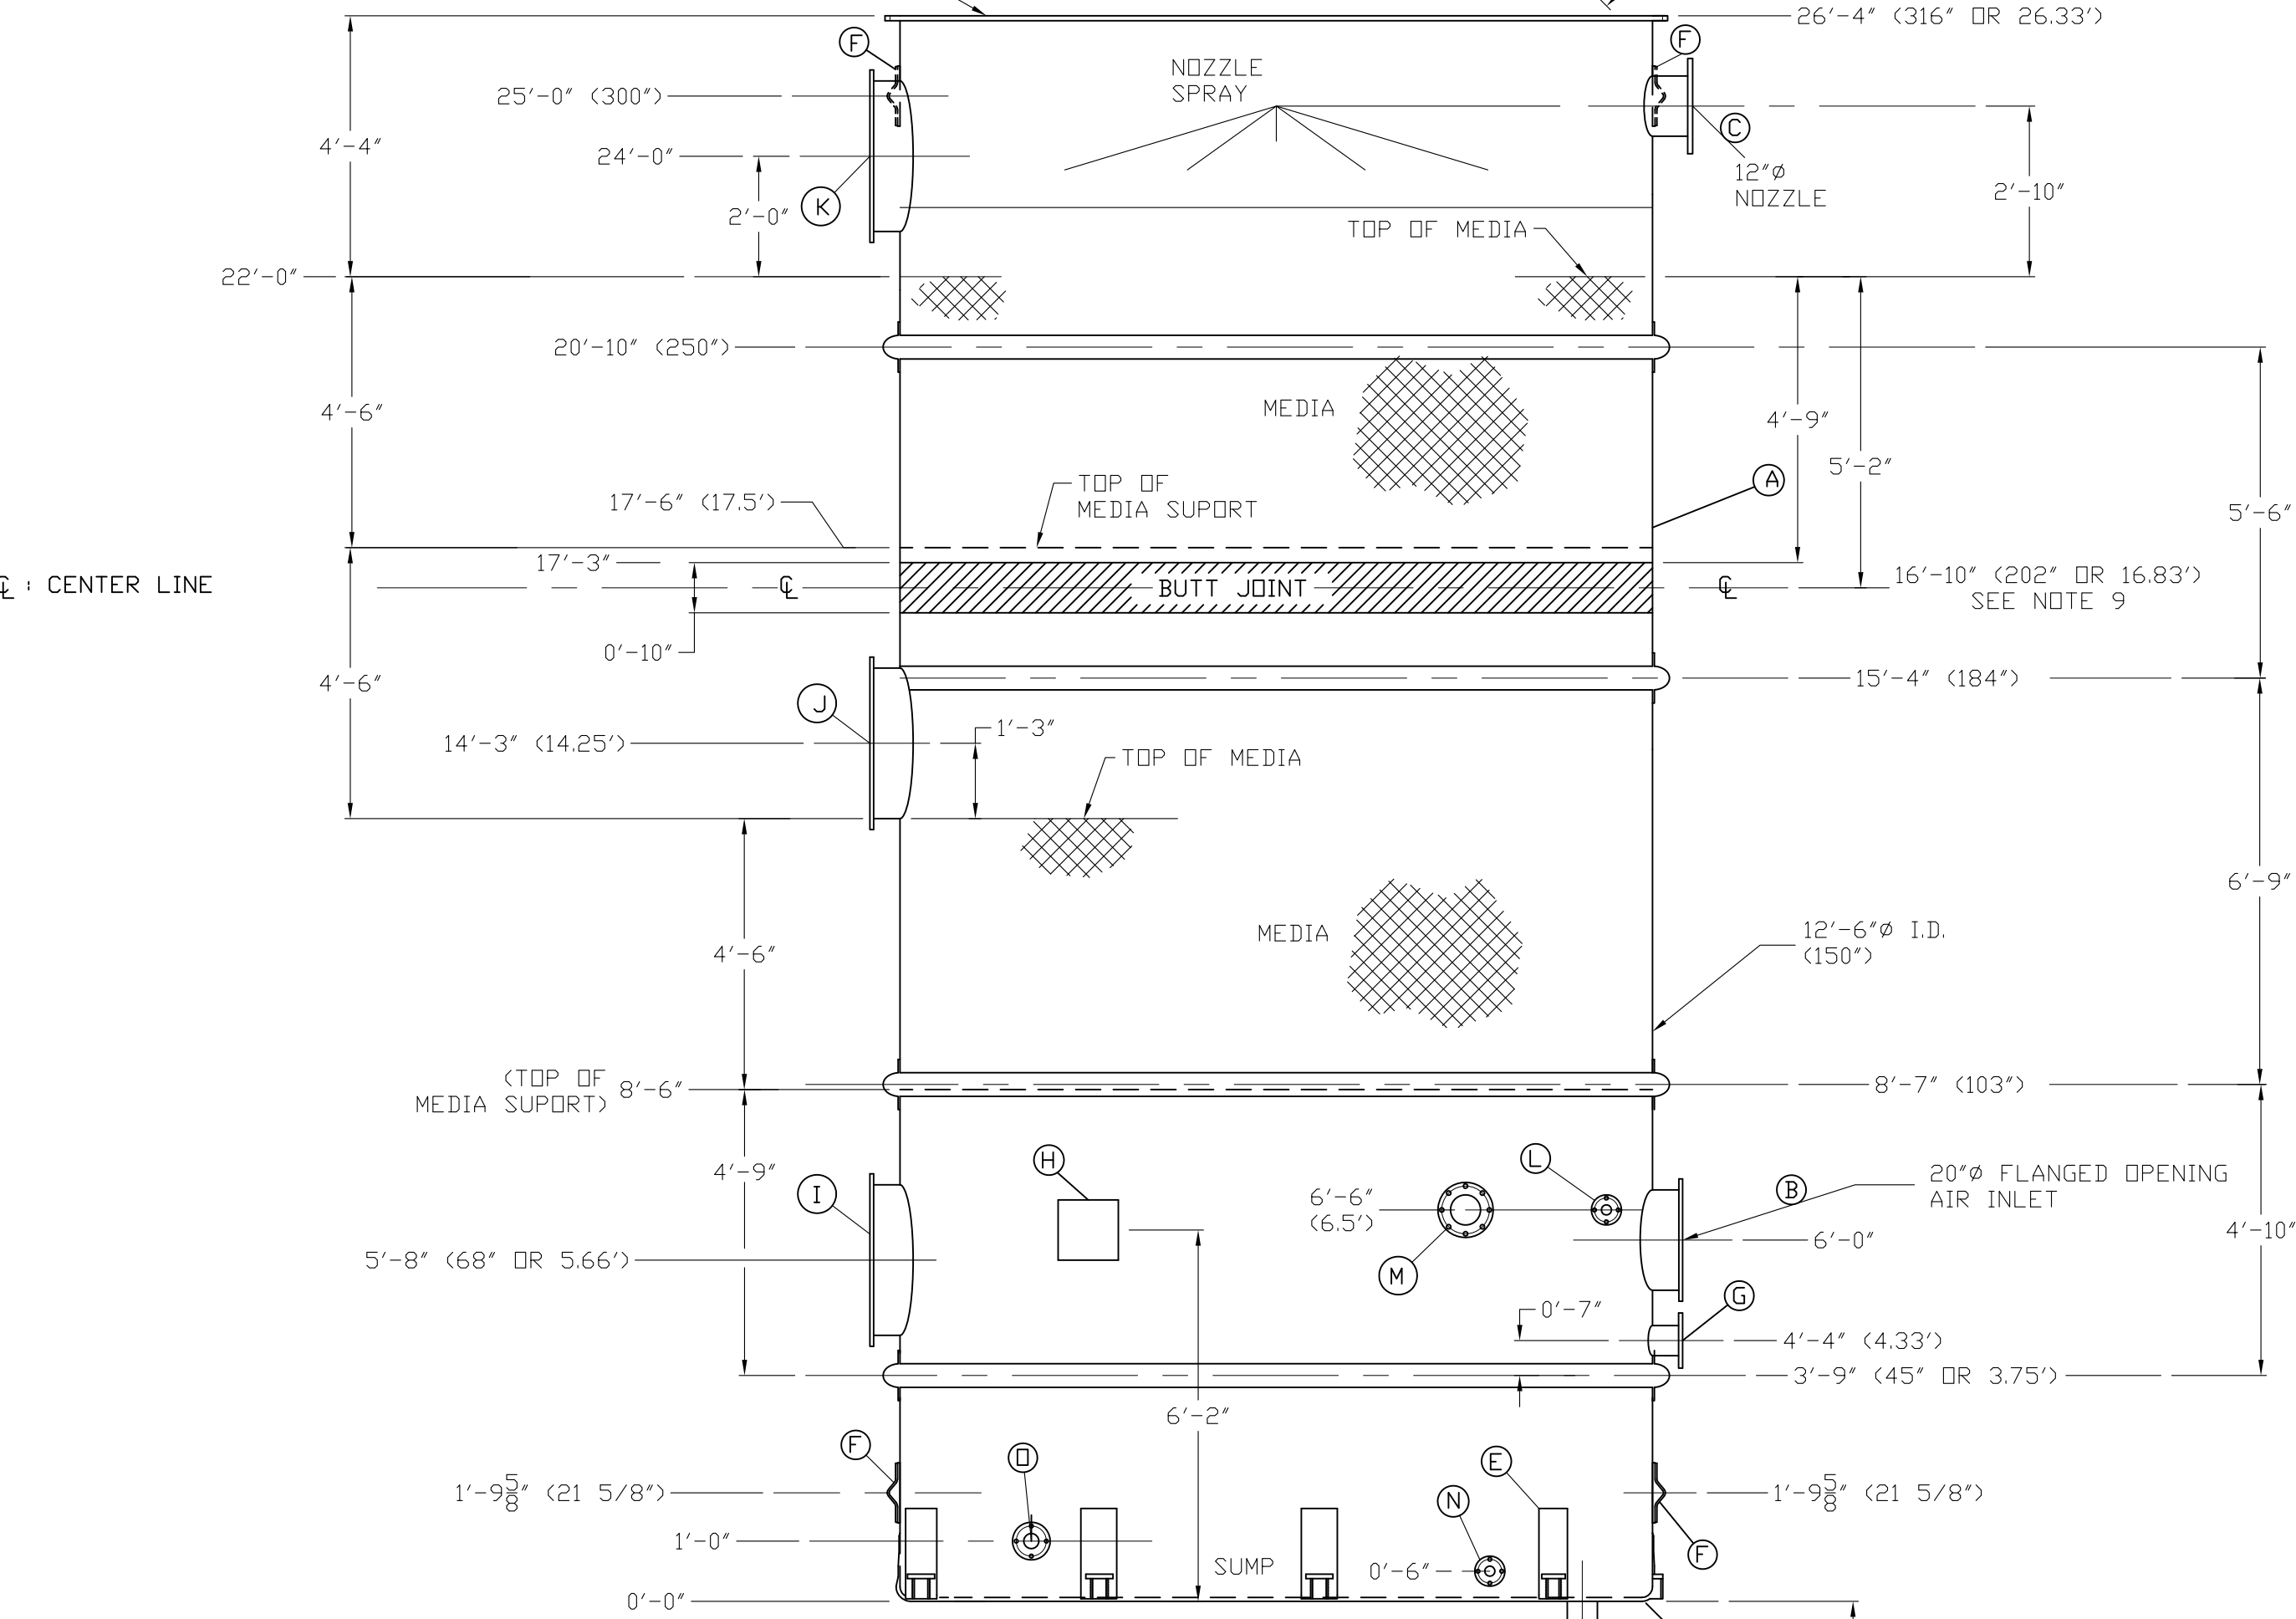 26'-4" (316" OR 26.33')
F
F
NOZZLE
SPRAY
25'-0" (300")
C
4'-4"
24'-0"
12"ø
NOZZLE
2'-10"
K
2'-0"
TOP OF MEDIA
22'-0"
20'-10" (250")
MEDIA
4'-6"
4'-9"
5'-2"
A
TOP OF
MEDIA SUPORT
17'-6" (17.5')
5'-6"
17'-3"
℄ : CENTER LINE
℄
BUTT JOINT
℄
16'-10" (202" OR 16.83')
SEE NOTE 9
0'-10"
4'-6"
15'-4" (184")
J
1'-3"
14'-3" (14.25')
TOP OF MEDIA
6'-9"
MEDIA
12'-6"ø I.D.
(150")
4'-6"
(TOP OF
MEDIA SUPORT)
8'-6"
8'-7" (103")
H
L
4'-9"
I
6'-6"
(6.5')
B
20"ø FLANGED OPENING
AIR INLET
4'-10"
6'-0"
5'-8" (68" OR 5.66')
M
G
0'-7"
4'-4" (4.33')
3'-9" (45" OR 3.75')
6'-2"
F
O
E
1'-9 5/8" (21 5/8")
N
1'-9 5/8" (21 5/8")
1'-0"
F
SUMP
0'-6"
0'-0"